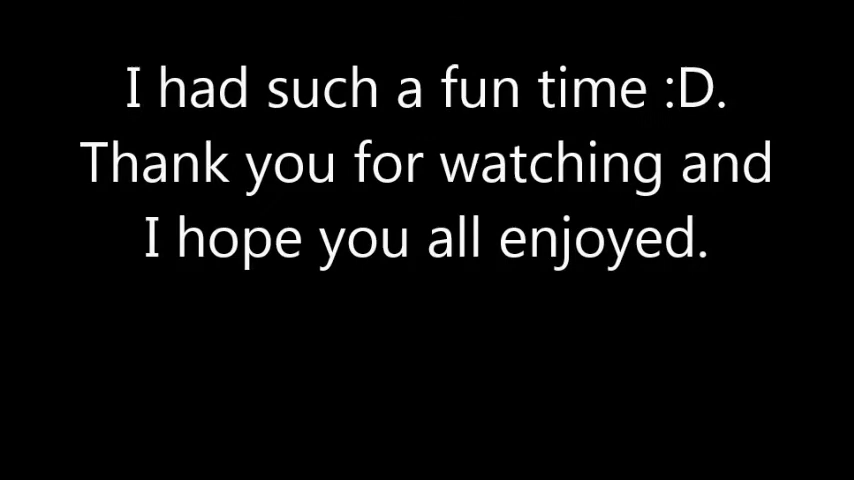 I had such a fun time :D.
Thank you for watching and
I hope you all enjoyed.